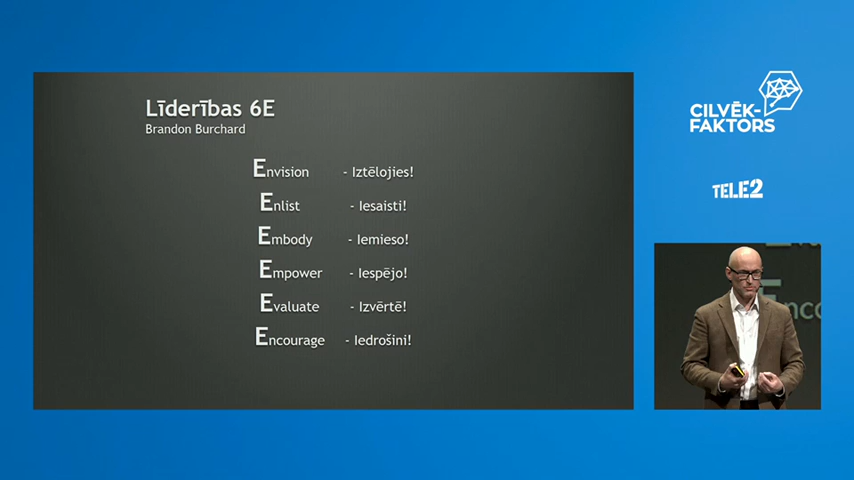 Līderības 6E
Brandon Burchard
Envision - Iztēlojies!
Enlist - Iesaisti!
Embody - Iemieso!
Empower - Iespējo!
Evaluate - Izvērtē!
Encourage - Iedrošini!
CILVĒK-
FAKTORS
TELE2
Enco